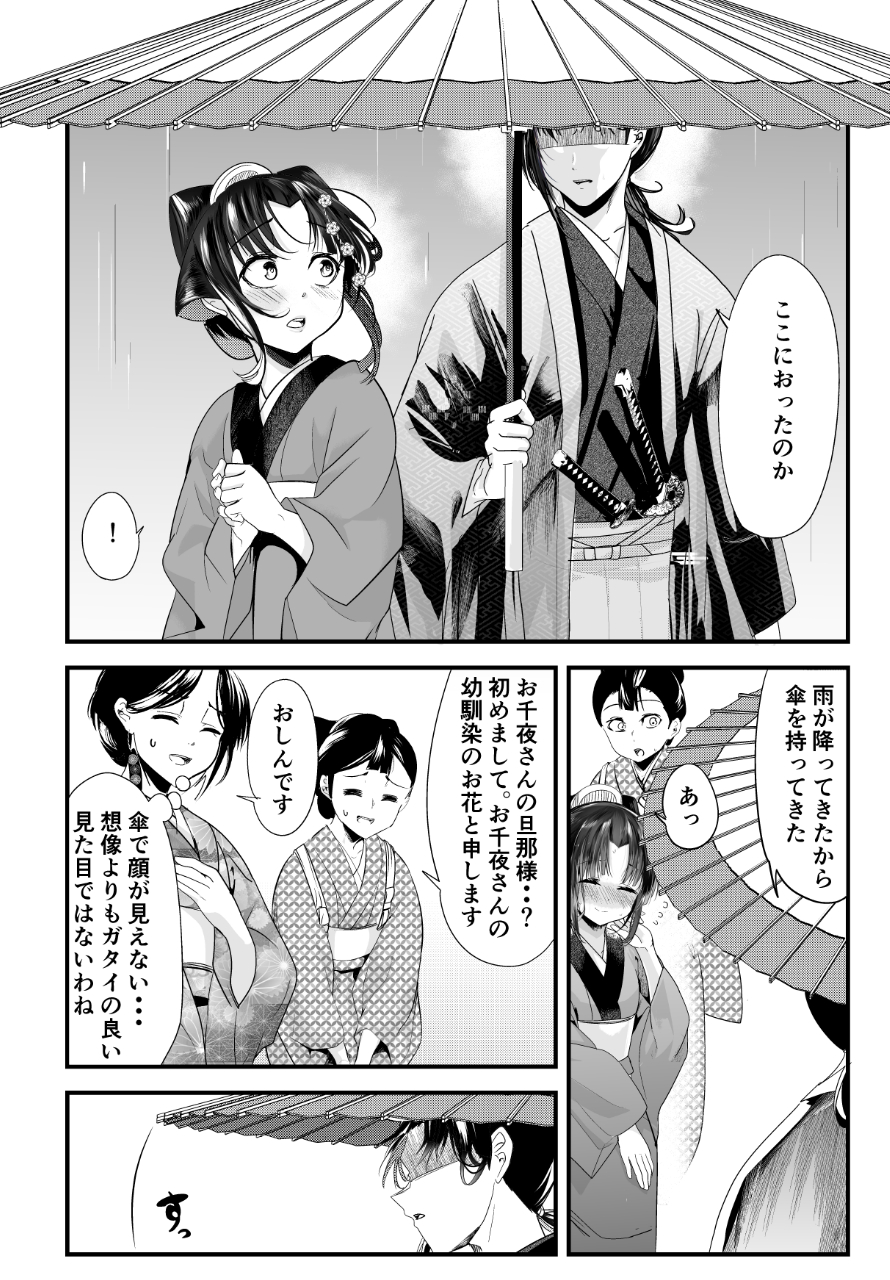 ここにおったのか
！
雨が降ってきたから
傘を持ってきた
あっ
お千夜さんの旦那様・・？
初めまして。お千夜さんの
幼馴染のお花と申します
おしんです
傘で顔が見えない・・・
想像よりもガタイの良い
見た目ではないわね
すっ